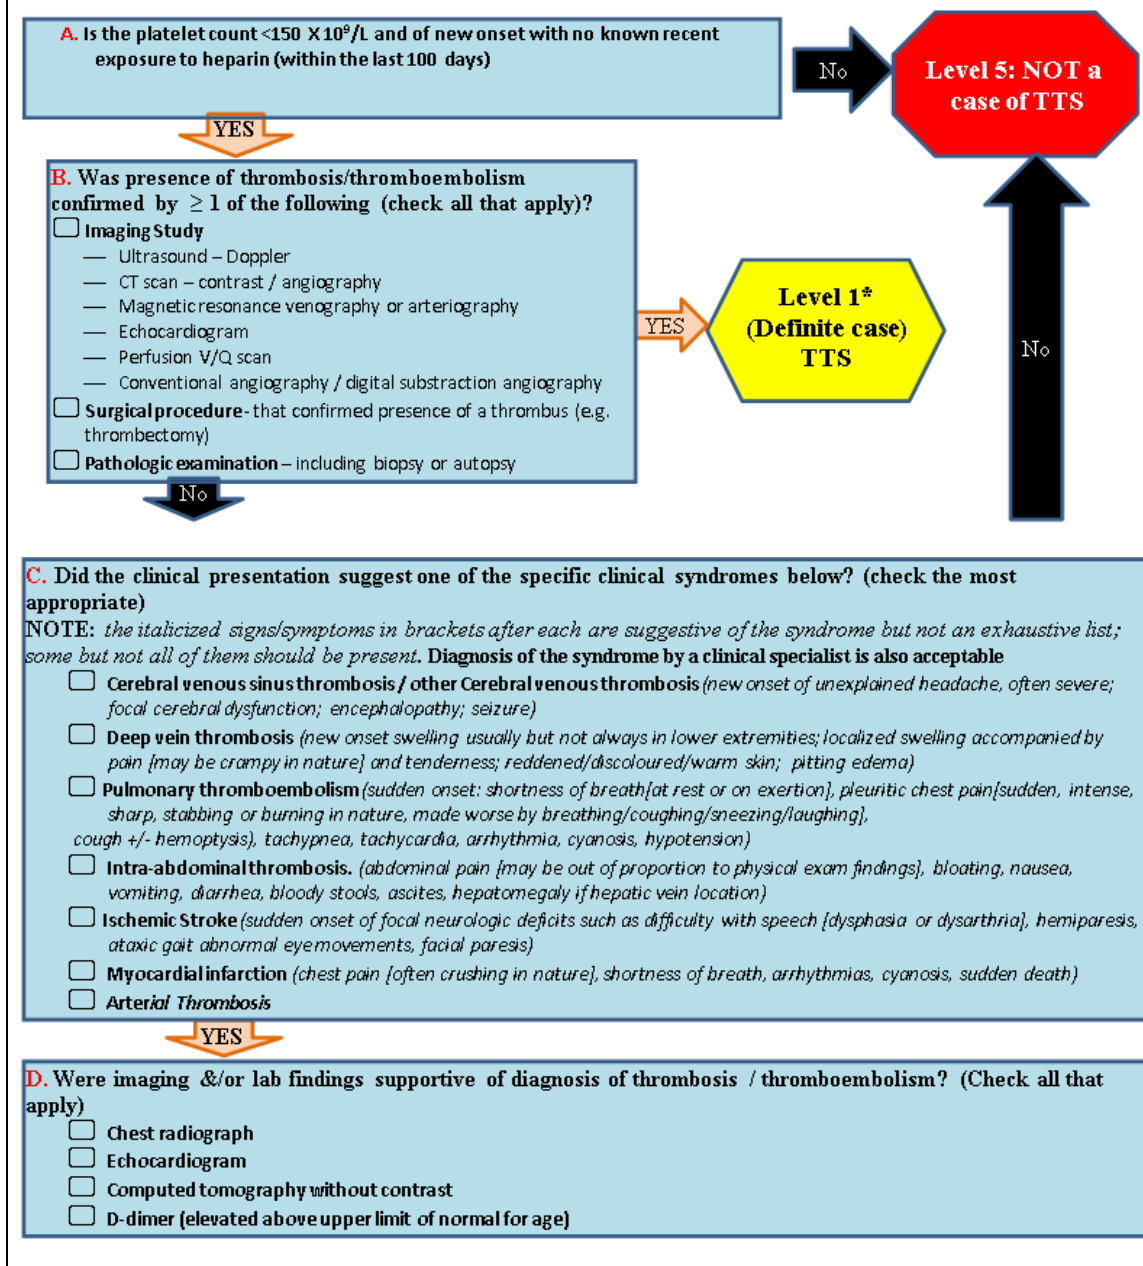 A. Is the platelet count <150 X10⁹/L and of new onset with no known recent
exposure to heparin (within the last 100 days)
No
Level 5: NOT a
case of TTS
YES
B. Was presence of thrombosis/thromboembolism
confirmed by ≥ 1 of the following (check all that apply)?
Imaging Study
— Ultrasound – Doppler
— CT scan – contrast / angiography
— Magnetic resonance venography or arteriography
— Echocardiogram
— Perfusion V/Q scan
— Conventional angiography / digital substraction angiography
Surgical procedure- that confirmed presence of a thrombus (e.g.
thrombectomy)
Pathologic examination – including biopsy or autopsy
YES
Level 1*
(Definite case)
TTS
No
No
C. Did the clinical presentation suggest one of the specific clinical syndromes below? (check the most
appropriate)
NOTE: the italicized signs/symptoms in brackets after each are suggestive of the syndrome but not an exhaustive list;
some but not all of them should be present. Diagnosis of the syndrome by a clinical specialist is also acceptable
Cerebral venous sinus thrombosis / other Cerebral venous thrombosis (new onset of unexplained headache, often severe;
focal cerebral dysfunction; encephalopathy; seizure)
Deep vein thrombosis (new onset swelling usually but not always in lower extremities; localized swelling accompanied by
pain [may be crampy in nature] and tenderness; reddened/discoloured/warm skin; pitting edema)
Pulmonary thromboembolism (sudden onset: shortness of breath[at rest or on exertion], pleuritic chest pain[sudden, intense,
sharp, stabbing or burning in nature, made worse by breathing/coughing/sneezing/laughing],
cough +/- hemoptysis), tachypnea, tachycardia, arrhythmia, cyanosis, hypotension)
Intra-abdominal thrombosis. (abdominal pain [may be out of proportion to physical exam findings], bloating, nausea,
vomiting, diarrhea, bloody stools, ascites, hepatomegaly if hepatic vein location)
Ischemic Stroke (sudden onset of focal neurologic deficits such as difficulty with speech [dysphasia or dysarthria], hemiparesis,
ataxic gait abnormal eye movements, facial paresis)
Myocardial infarction (chest pain [often crushing in nature], shortness of breath, arrhythmias, cyanosis, sudden death)
Arterial Thrombosis
YES
D. Were imaging &/or lab findings supportive of diagnosis of thrombosis / thromboembolism? (Check all that
apply)
Chest radiograph
Echocardiogram
Computed tomography without contrast
D-dimer (elevated above upper limit of normal for age)